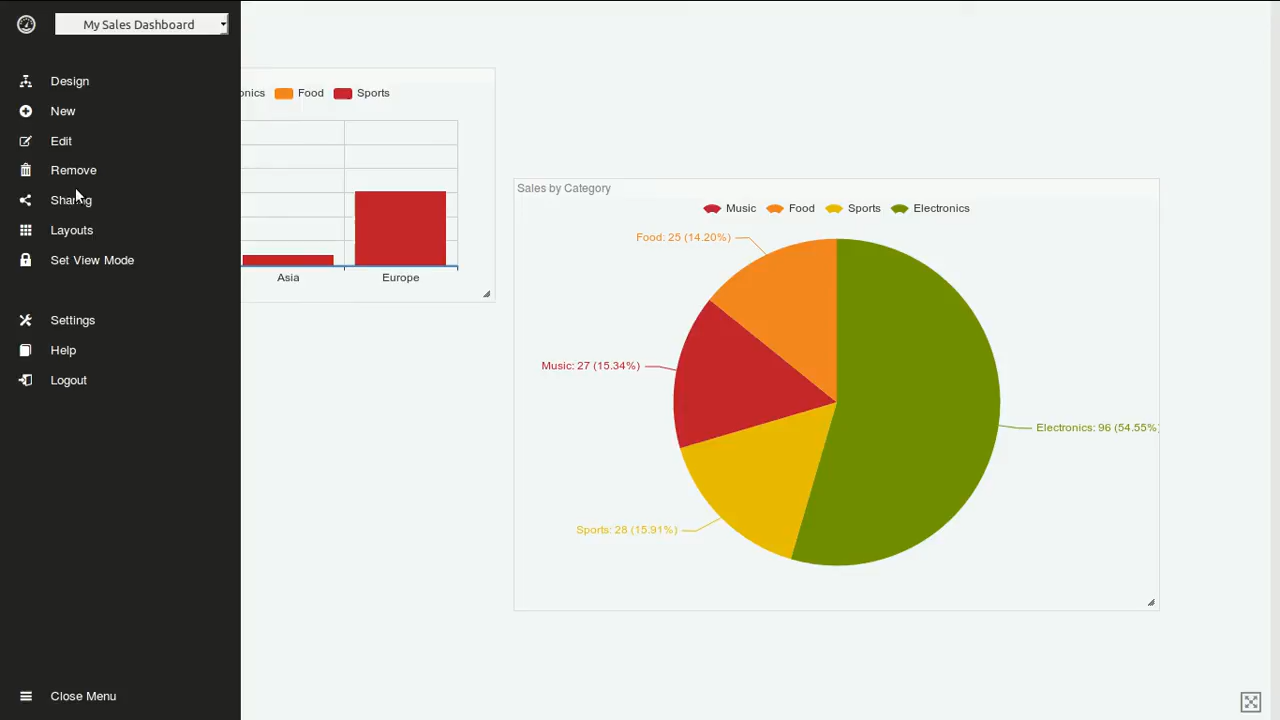 My Sales Dashboard
Design
New
Edit
Remove
Sharing
Layouts
Set View Mode
Settings
Help
Logout
Close Menu
onics Food Sports
Asia Europe
Sales by Category
Music Food Sports Electronics
Food: 25 (14.20%)
Music: 27 (15.34%)
Electronics: 96 (54.55%)
Sports: 28 (15.91%)